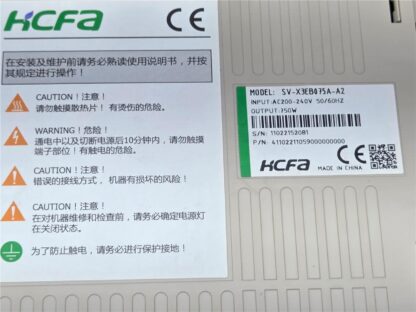 HCFA CE
在安装及维护前请务必熟读使用说明书，并按
其规定进行操作！
CAUTION！注意！
请勿触摸散热片！有烫伤的危险。
WARNING！危险！
通电中以及切断电源后10分钟内，请勿触摸
端子部位！有触电的危险。
CAUTION！注意！
错误的接线方式，机器有损坏的风险！
CAUTION！注意！
在对机器维修和检查前，请务必确定电源灯
在关闭状态。
为了防止触电，请务必进行保护接地！
MODEL: SV-X3EB075A-A2
INPUT:AC200-240V 50/60HZ
OUTPUT:750W
S/N: 11022152081
P/N: 41102211059000000000
HCFA MADE IN CHINA